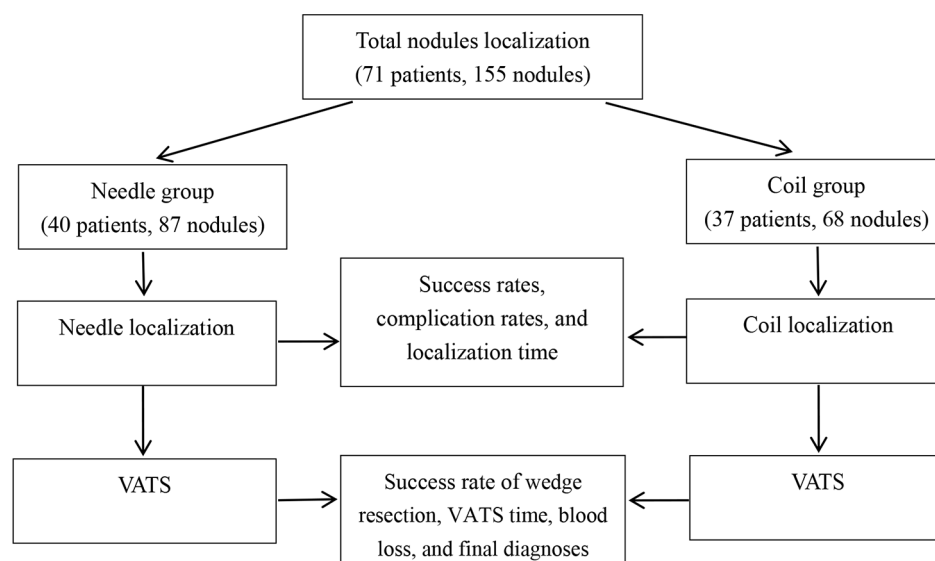 Total nodules localization
(71 patients, 155 nodules)
Needle group
(40 patients, 87 nodules)
Coil group
(37 patients, 68 nodules)
Needle localization
Success rates,
complication rates, and
localization time
Coil localization
VATS
Success rate of wedge
resection, VATS time, blood
loss, and final diagnoses
VATS